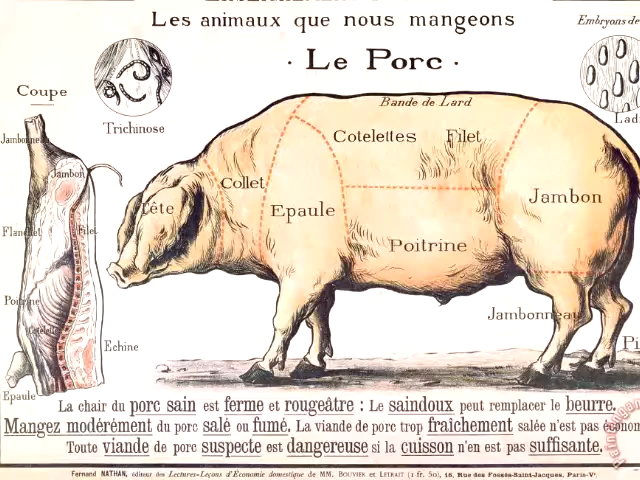 Les animaux que nous mangeons
Embryons de
· Le Porc ·
Trichinose
Lad
Coupe
Jambonneau
Jambon
Flanchet
Filet
Poitrine
Cotelette
Echine
Epaule
Tête
Collet
Epaule
Bande de Lard
Cotelettes
Filet
Poitrine
Jambon
Jambonneau
Pi
La chair du porc sain est ferme et rougeâtre : Le saindoux peut remplacer le beurre.
Mangez modérément du porc salé ou fumé. La viande de porc trop fraîchement salée n'est pas économ
Toute viande de porc suspecte est dangereuse si la cuisson n'en est pas suffisante.
Fernand NATHAN, éditeur des Lectures-Leçons d'Economie domestique de MM. BOUVIER et LETRAIT (1 fr. 50), 16, Rue des Fossés-Saint-Jacques, Paris-Vᵉ.